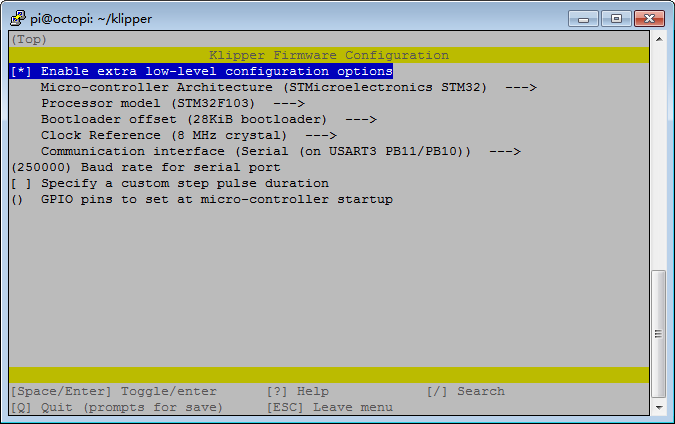 pi@octopi: ~/klipper
(Top)
Klipper Firmware Configuration
[*] Enable extra low-level configuration options
Micro-controller Architecture (STMicroelectronics STM32)  --->
Processor model (STM32F103)  --->
Bootloader offset (28KiB bootloader)  --->
Clock Reference (8 MHz crystal)  --->
Communication interface (Serial (on USART3 PB11/PB10))  --->
(250000) Baud rate for serial port
[ ] Specify a custom step pulse duration
()  GPIO pins to set at micro-controller startup
[Space/Enter] Toggle/enter [?] Help [/] Search
[Q] Quit (prompts for save) [ESC] Leave menu